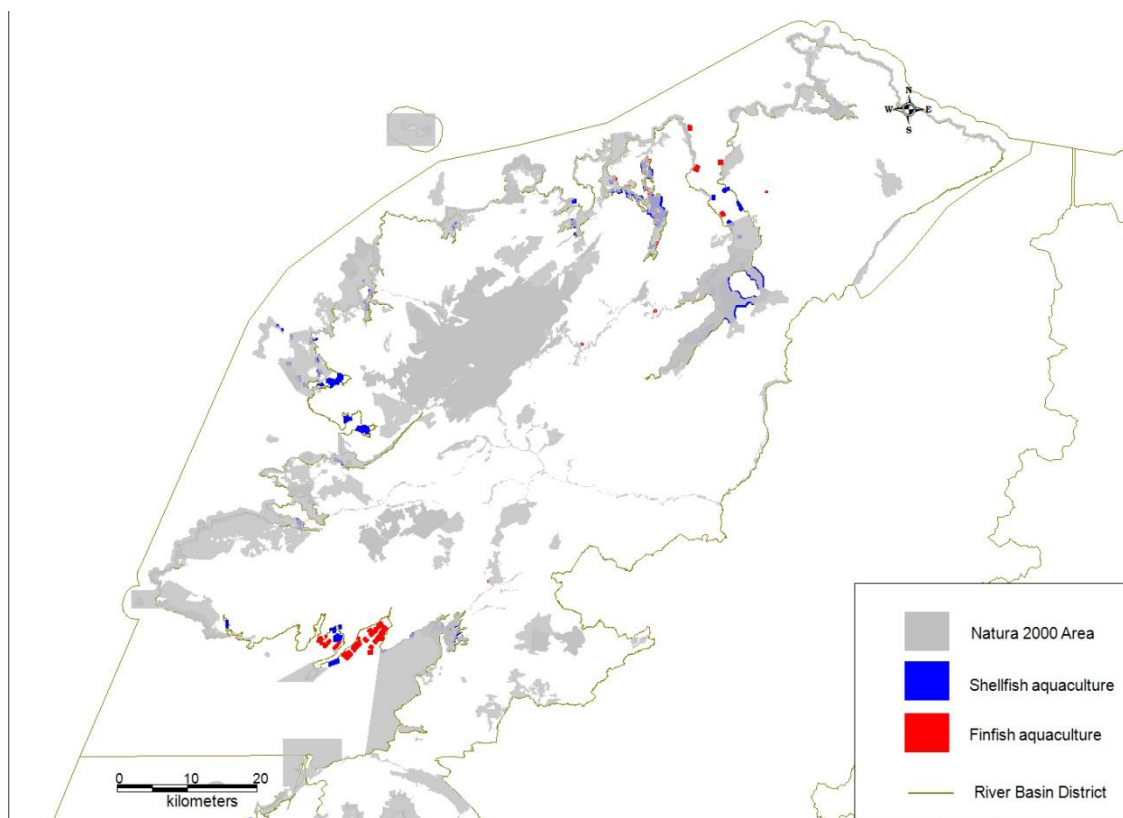 N
W E
S
Natura 2000 Area
Shellfish aquaculture
Finfish aquaculture
River Basin District
0 10 20
kilometers